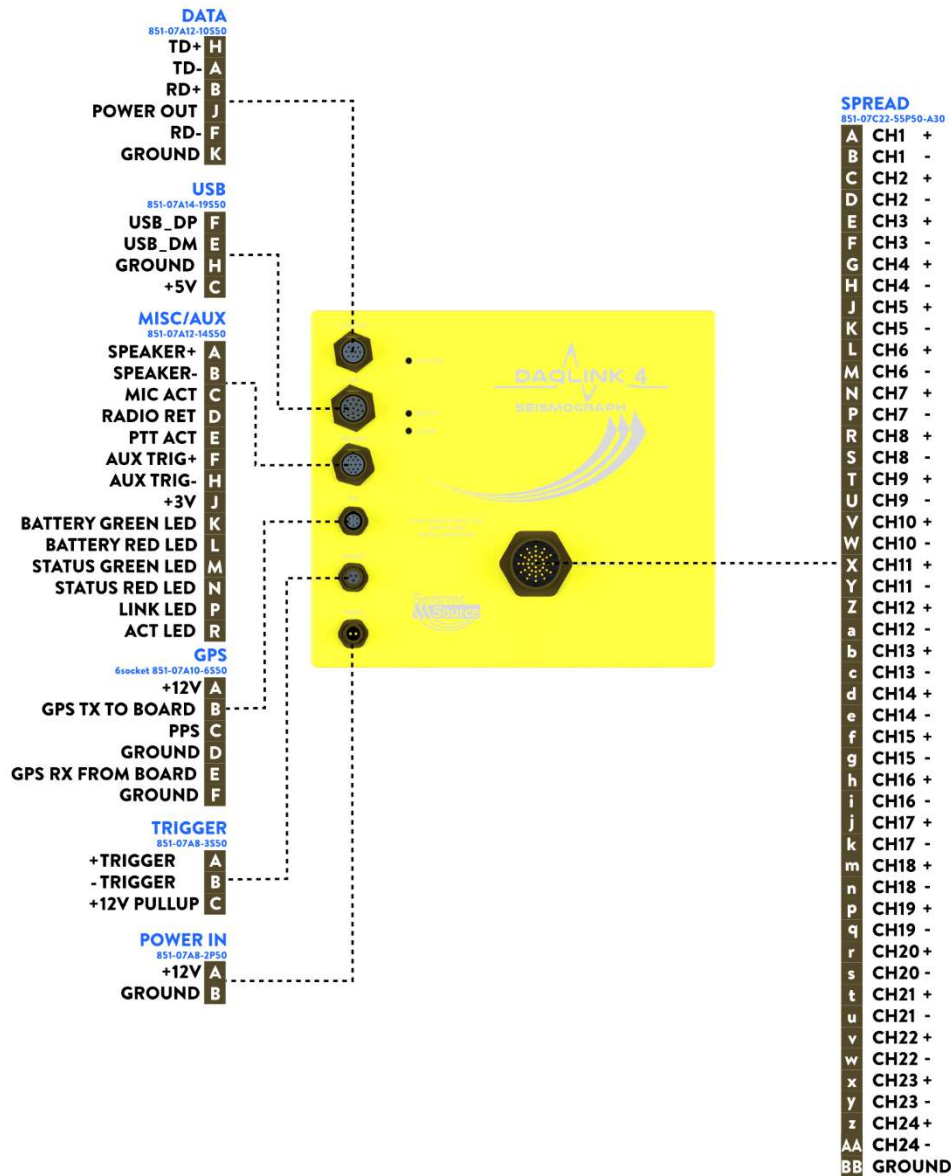 DATA
851-07A12-10S50
TD+ H
TD- A
RD+ B
POWER OUT J
RD- F
GROUND K
USB
851-07A14-19S50
USB_DP F
USB_DM E
GROUND H
+5V C
MISC/AUX
851-07A12-14S50
SPEAKER+ A
SPEAKER- B
MIC ACT C
RADIO RET D
PTT ACT E
AUX TRIG+ F
AUX TRIG- H
+3V J
BATTERY GREEN LED K
BATTERY RED LED L
STATUS GREEN LED M
STATUS RED LED N
LINK LED P
ACT LED R
GPS
6socket 851-07A10-6S50
+12V A
GPS TX TO BOARD B
PPS C
GROUND D
GPS RX FROM BOARD E
GROUND F
TRIGGER
851-07A8-3S50
+TRIGGER A
-TRIGGER B
+12V PULLUP C
POWER IN
851-07A8-2P50
+12V A
GROUND B
DAQLINK 4
SEISMOGRAPH
Seismic
Source
SPREAD
851-07C22-55P50-A30
A CH1 +
B CH1 -
C CH2 +
D CH2 -
E CH3 +
F CH3 -
G CH4 +
H CH4 -
J CH5 +
K CH5 -
L CH6 +
M CH6 -
N CH7 +
P CH7 -
R CH8 +
S CH8 -
T CH9 +
U CH9 -
V CH10 +
W CH10 -
X CH11 +
Y CH11 -
Z CH12 +
a CH12 -
b CH13 +
c CH13 -
d CH14 +
e CH14 -
f CH15 +
g CH15 -
h CH16 +
i CH16 -
j CH17 +
k CH17 -
m CH18 +
n CH18 -
p CH19 +
q CH19 -
r CH20 +
s CH20 -
t CH21 +
u CH21 -
v CH22 +
w CH22 -
x CH23 +
y CH23 -
z CH24 +
AA CH24 -
BB GROUND